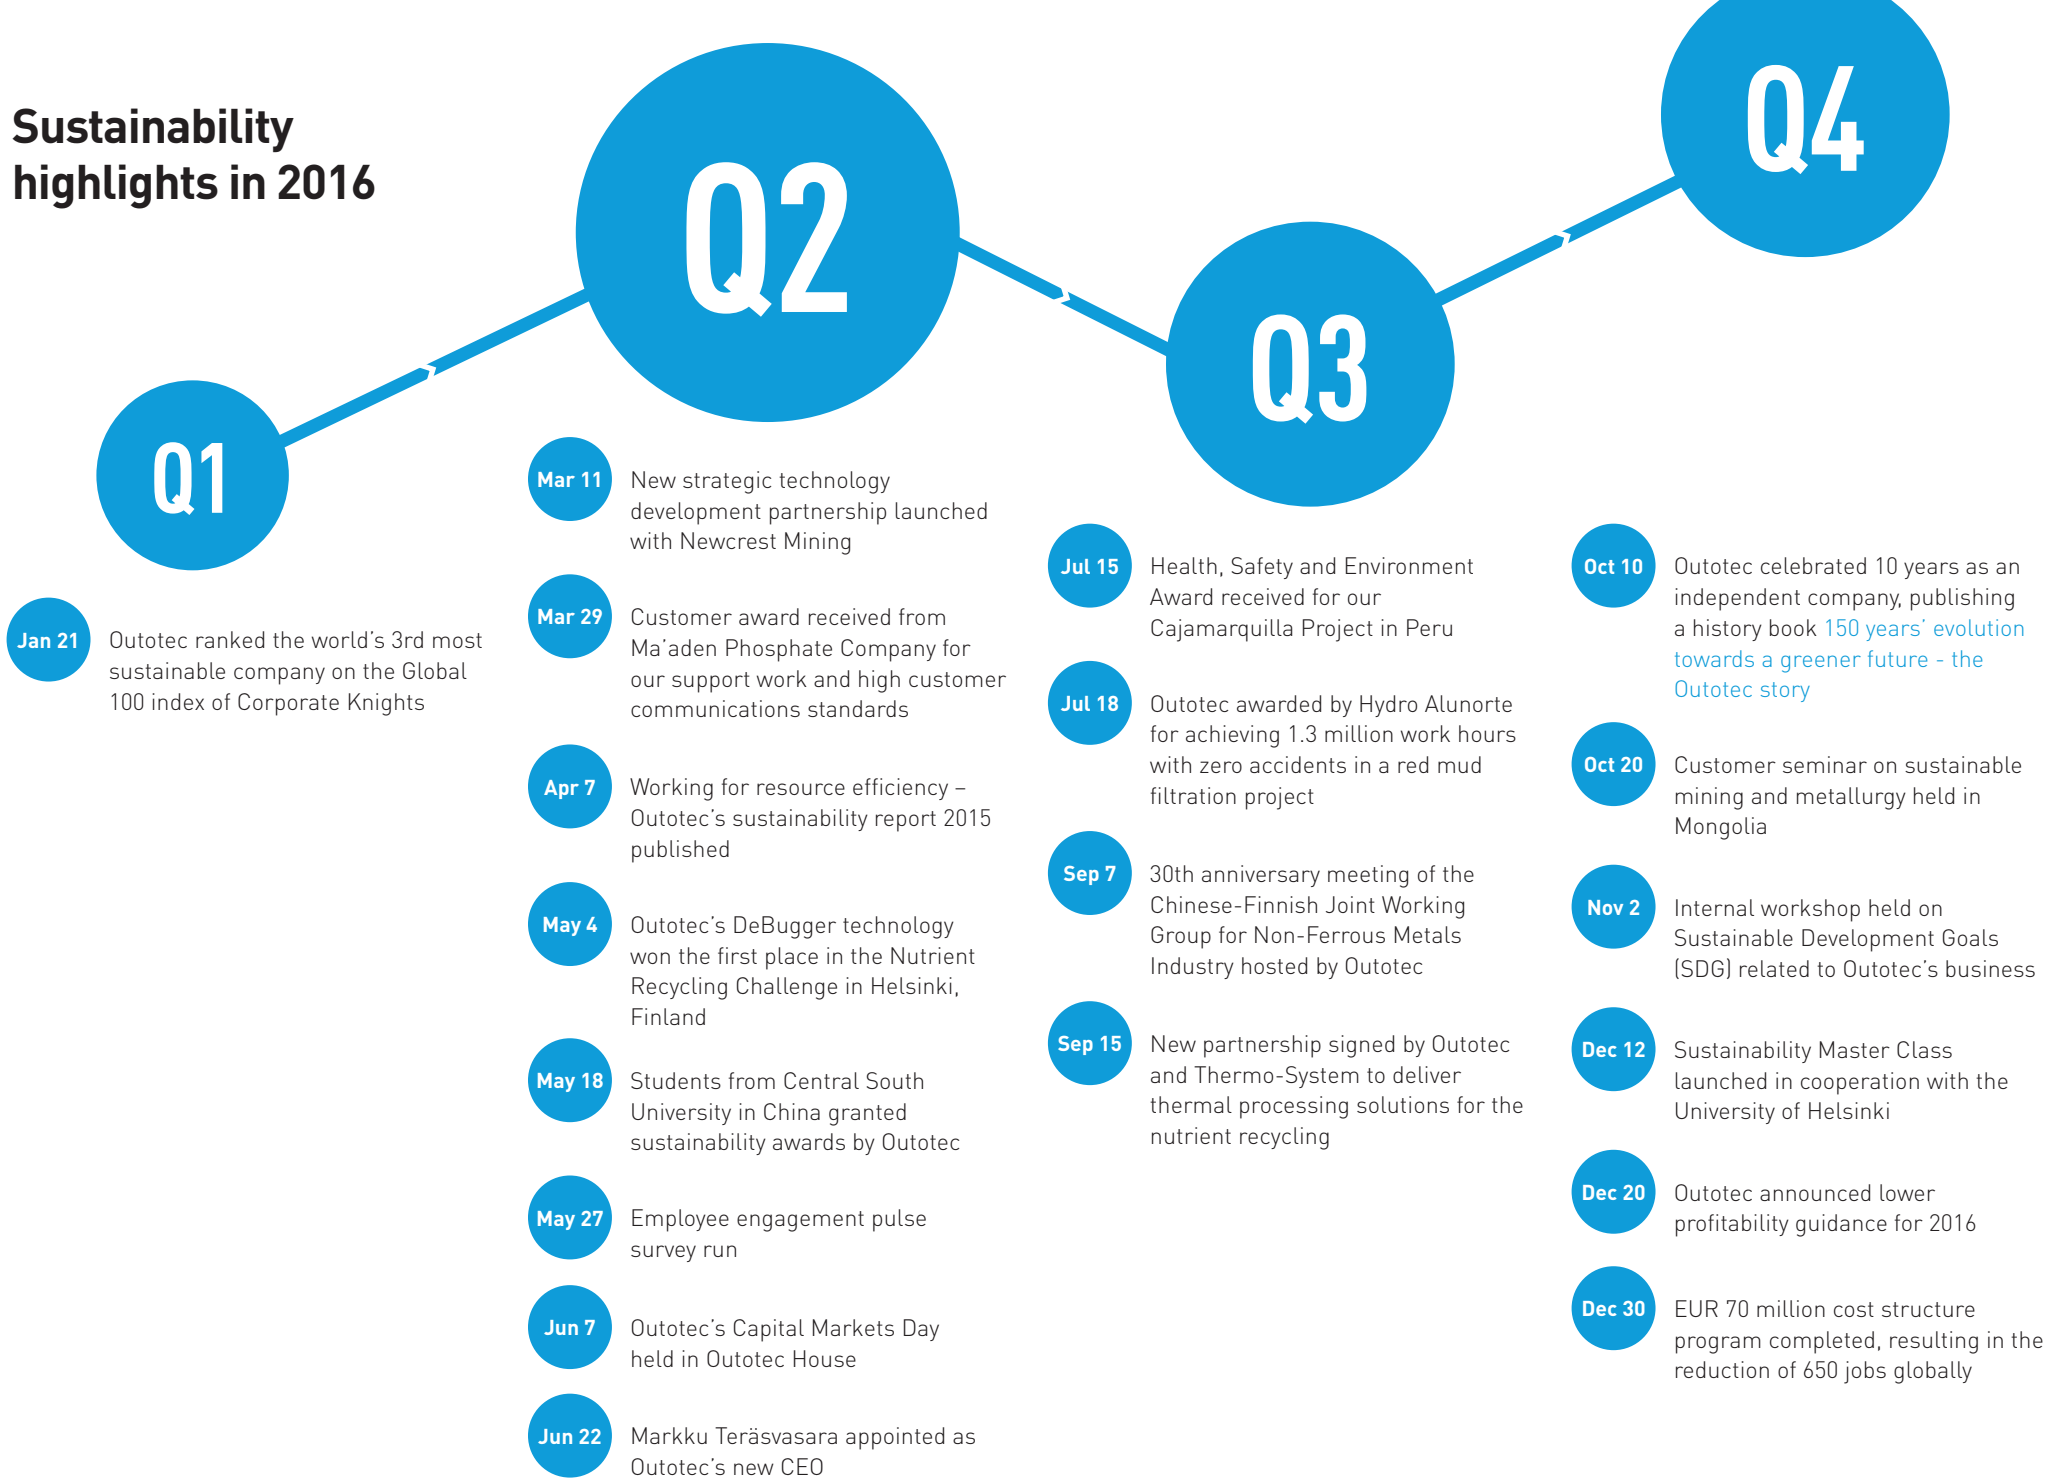 Sustainability
highlights in 2016
Q1
Jan 21
Outotec ranked the world's 3rd most
sustainable company on the Global
100 index of Corporate Knights
Q2
Mar 11
New strategic technology
development partnership launched
with Newcrest Mining
Mar 29
Customer award received from
Ma'aden Phosphate Company for
our support work and high customer
communications standards
Apr 7
Working for resource efficiency –
Outotec's sustainability report 2015
published
May 4
Outotec's DeBugger technology
won the first place in the Nutrient
Recycling Challenge in Helsinki,
Finland
May 18
Students from Central South
University in China granted
sustainability awards by Outotec
May 27
Employee engagement pulse
survey run
Jun 7
Outotec's Capital Markets Day
held in Outotec House
Jun 22
Markku Teräsvasara appointed as
Outotec's new CEO
Q3
Jul 15
Health, Safety and Environment
Award received for our
Cajamarquilla Project in Peru
Jul 18
Outotec awarded by Hydro Alunorte
for achieving 1.3 million work hours
with zero accidents in a red mud
filtration project
Sep 7
30th anniversary meeting of the
Chinese-Finnish Joint Working
Group for Non-Ferrous Metals
Industry hosted by Outotec
Sep 15
New partnership signed by Outotec
and Thermo-System to deliver
thermal processing solutions for the
nutrient recycling
Q4
Oct 10
Outotec celebrated 10 years as an
independent company, publishing
a history book 150 years' evolution
towards a greener future - the
Outotec story
Oct 20
Customer seminar on sustainable
mining and metallurgy held in
Mongolia
Nov 2
Internal workshop held on
Sustainable Development Goals
(SDG) related to Outotec's business
Dec 12
Sustainability Master Class
launched in cooperation with the
University of Helsinki
Dec 20
Outotec announced lower
profitability guidance for 2016
Dec 30
EUR 70 million cost structure
program completed, resulting in the
reduction of 650 jobs globally